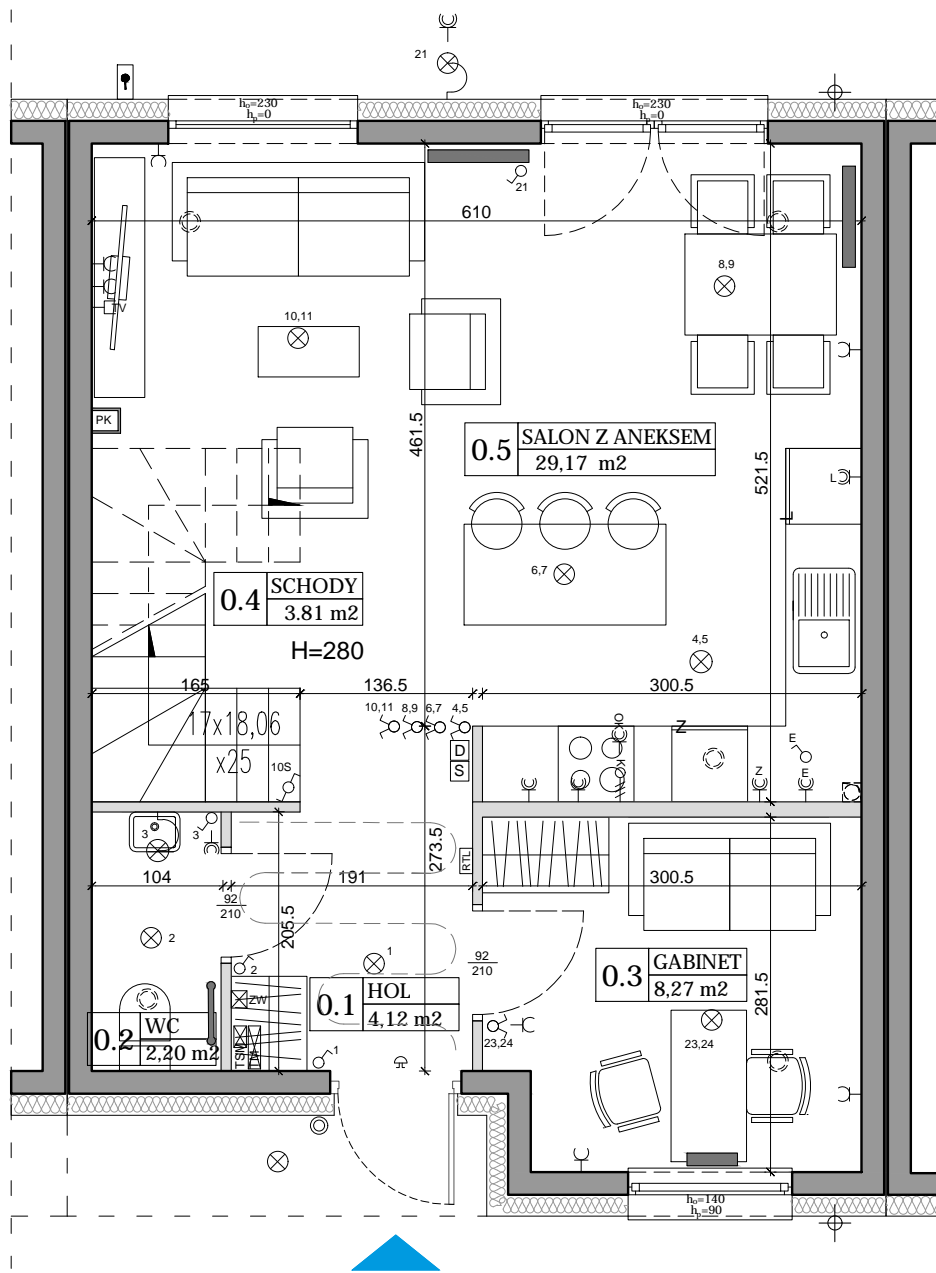 21
h₀=230
hₚ=0
h₀=230
hₚ=0
21
610
8,9
TV
10,11
PK
461.5
0.5
SALON Z ANEKSEM
29,17 m2
521.5
L
0.4
SCHODY
3.81 m2
6,7
H=280
4,5
165
136.5
300.5
10,11
8,9
6,7
4,5
17x18,06
x25
OK
Z
E
D
S
10S
K
Z
E
3
3
273.5
RTL
104
191
300.5
92
210
205.5
2
1
92
210
2
0.3
GABINET
8,27 m2
281.5
0.1
HOL
4,12 m2
ZW
0.2
WC
2,20 m2
TSM
1
23,24
23,24
h₀=140
hₚ=90